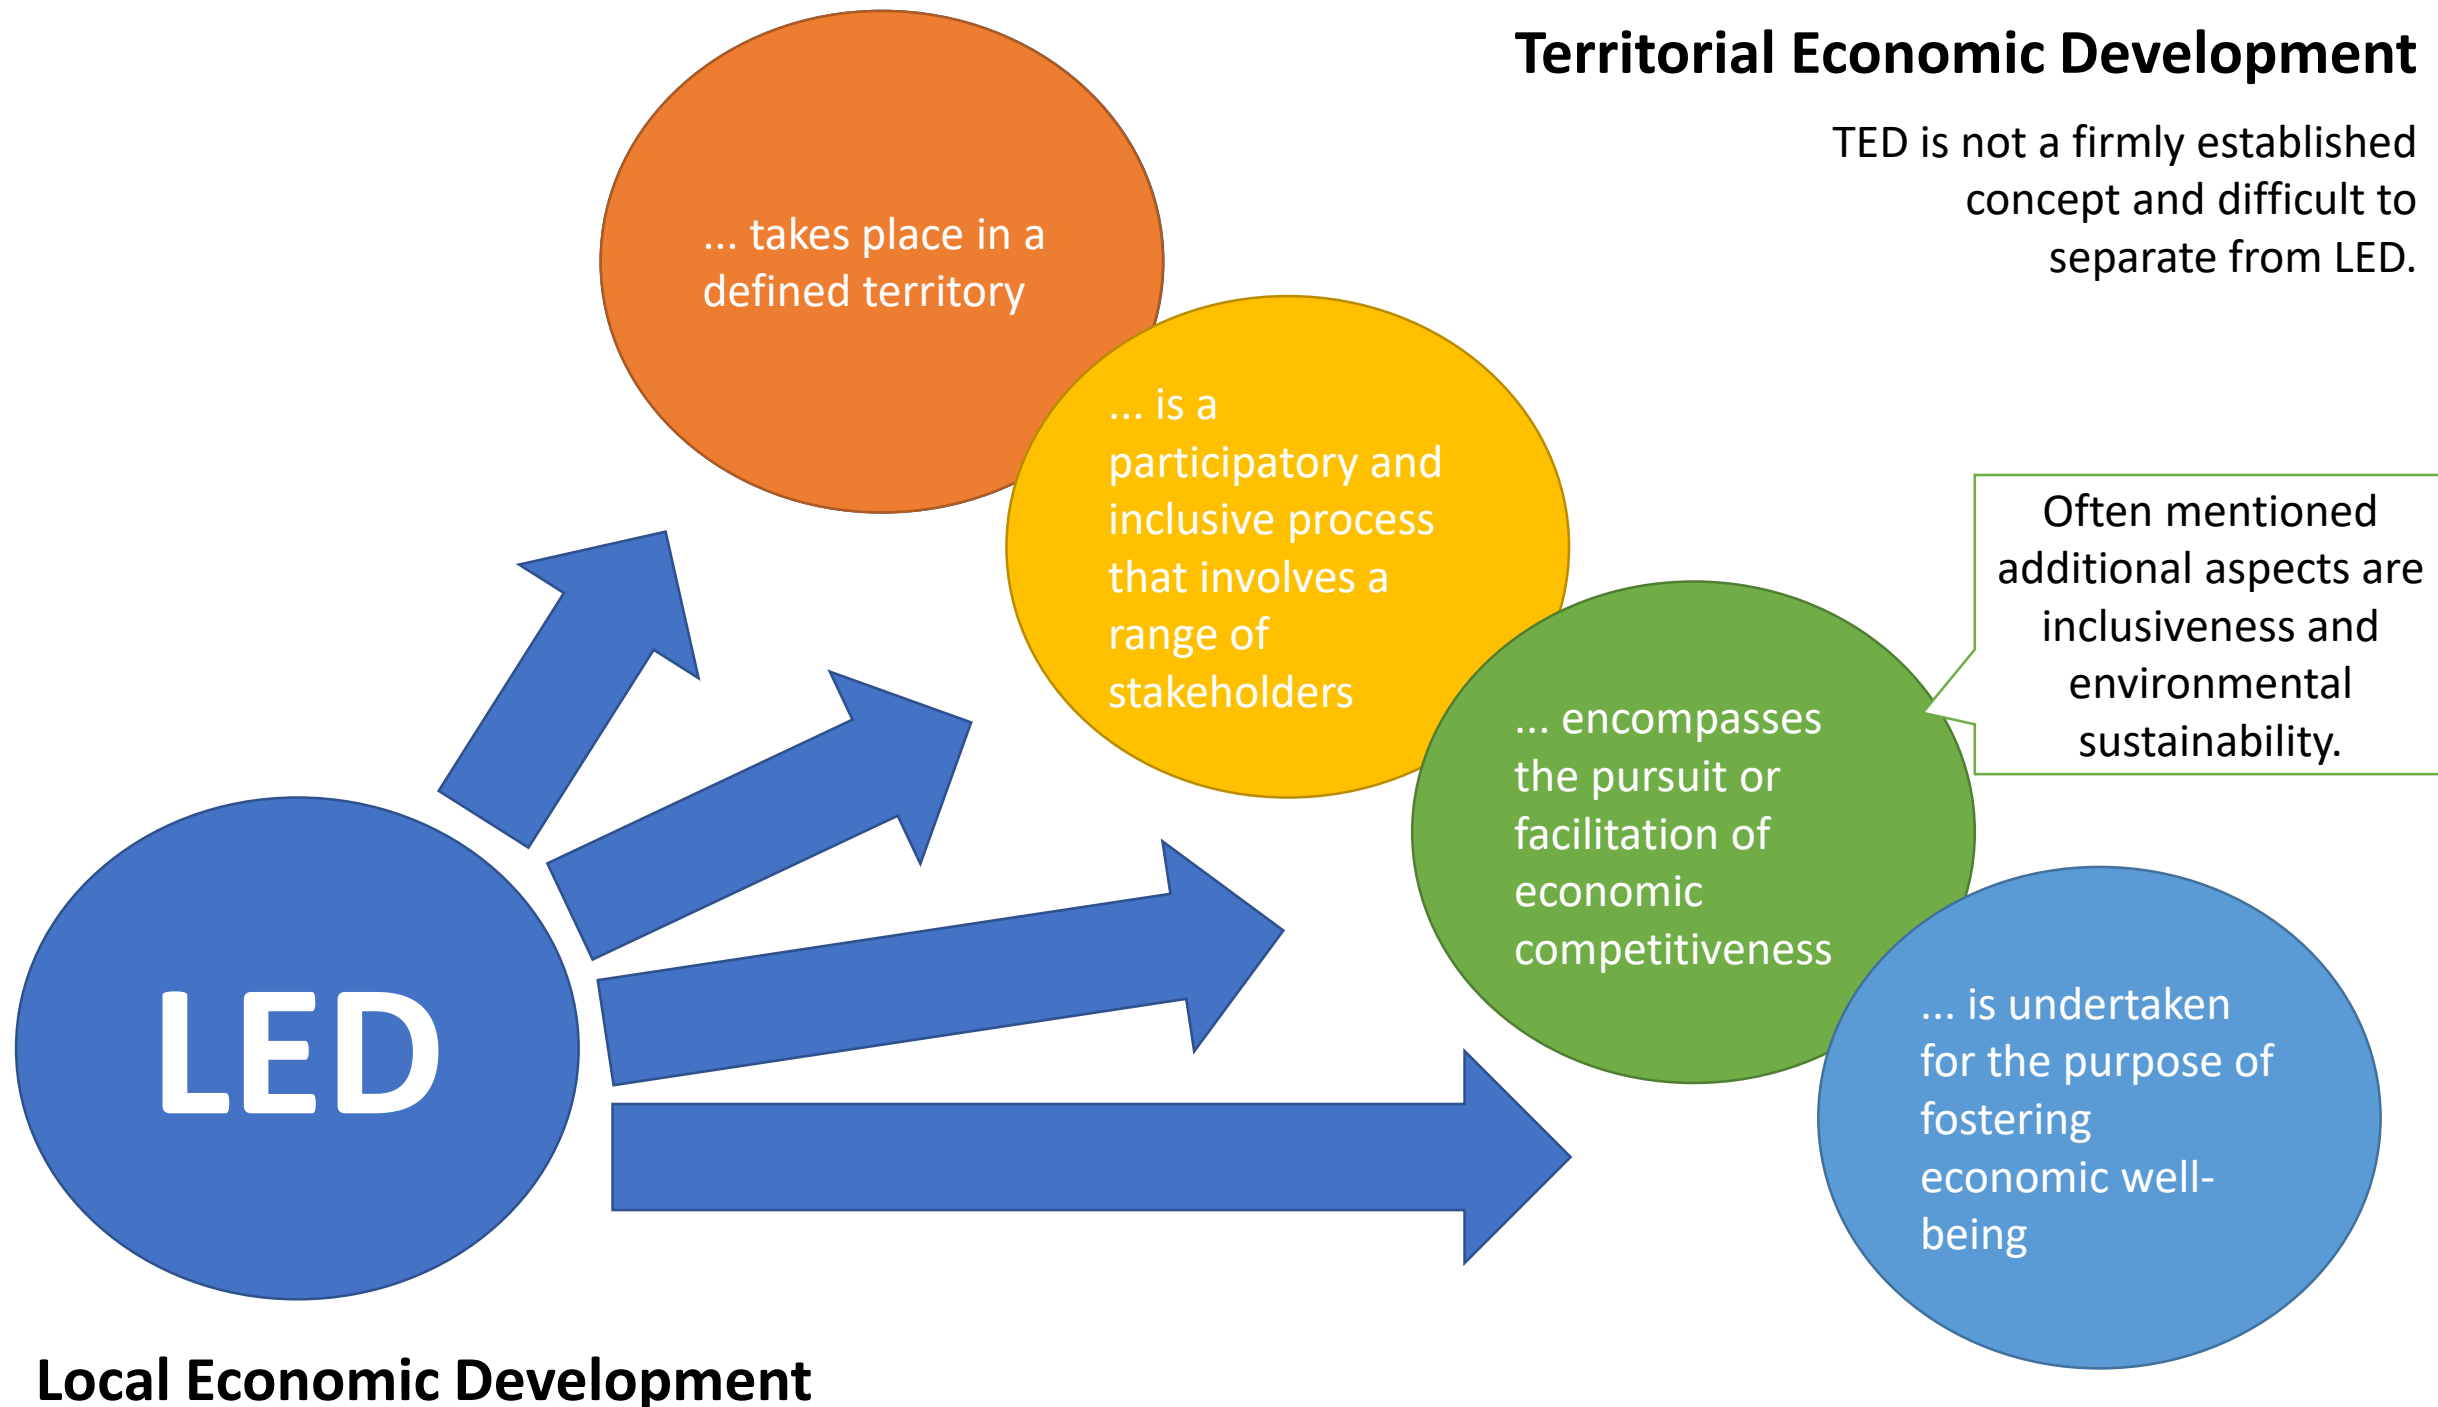 Territorial Economic Development
TED is not a firmly established
concept and difficult to
separate from LED.
... takes place in a
defined territory
... is a
participatory and
inclusive process
that involves a
range of
stakeholders
Often mentioned
additional aspects are
inclusiveness and
environmental
sustainability.
... encompasses
the pursuit or
facilitation of
economic
competitiveness
... is undertaken
for the purpose of
fostering
economic well-
being
LED
Local Economic Development